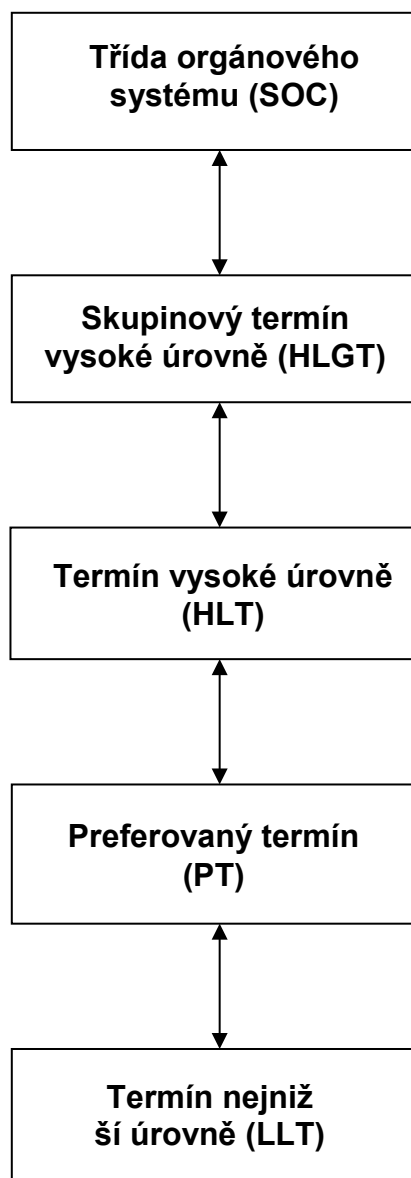 Třída orgánového
systému (SOC)
Skupinový termín
vysoké úrovně (HLGT)
Termín vysoké úrovně
(HLT)
Preferovaný termín
(PT)
Termín nejniž
ší úrovně (LLT)